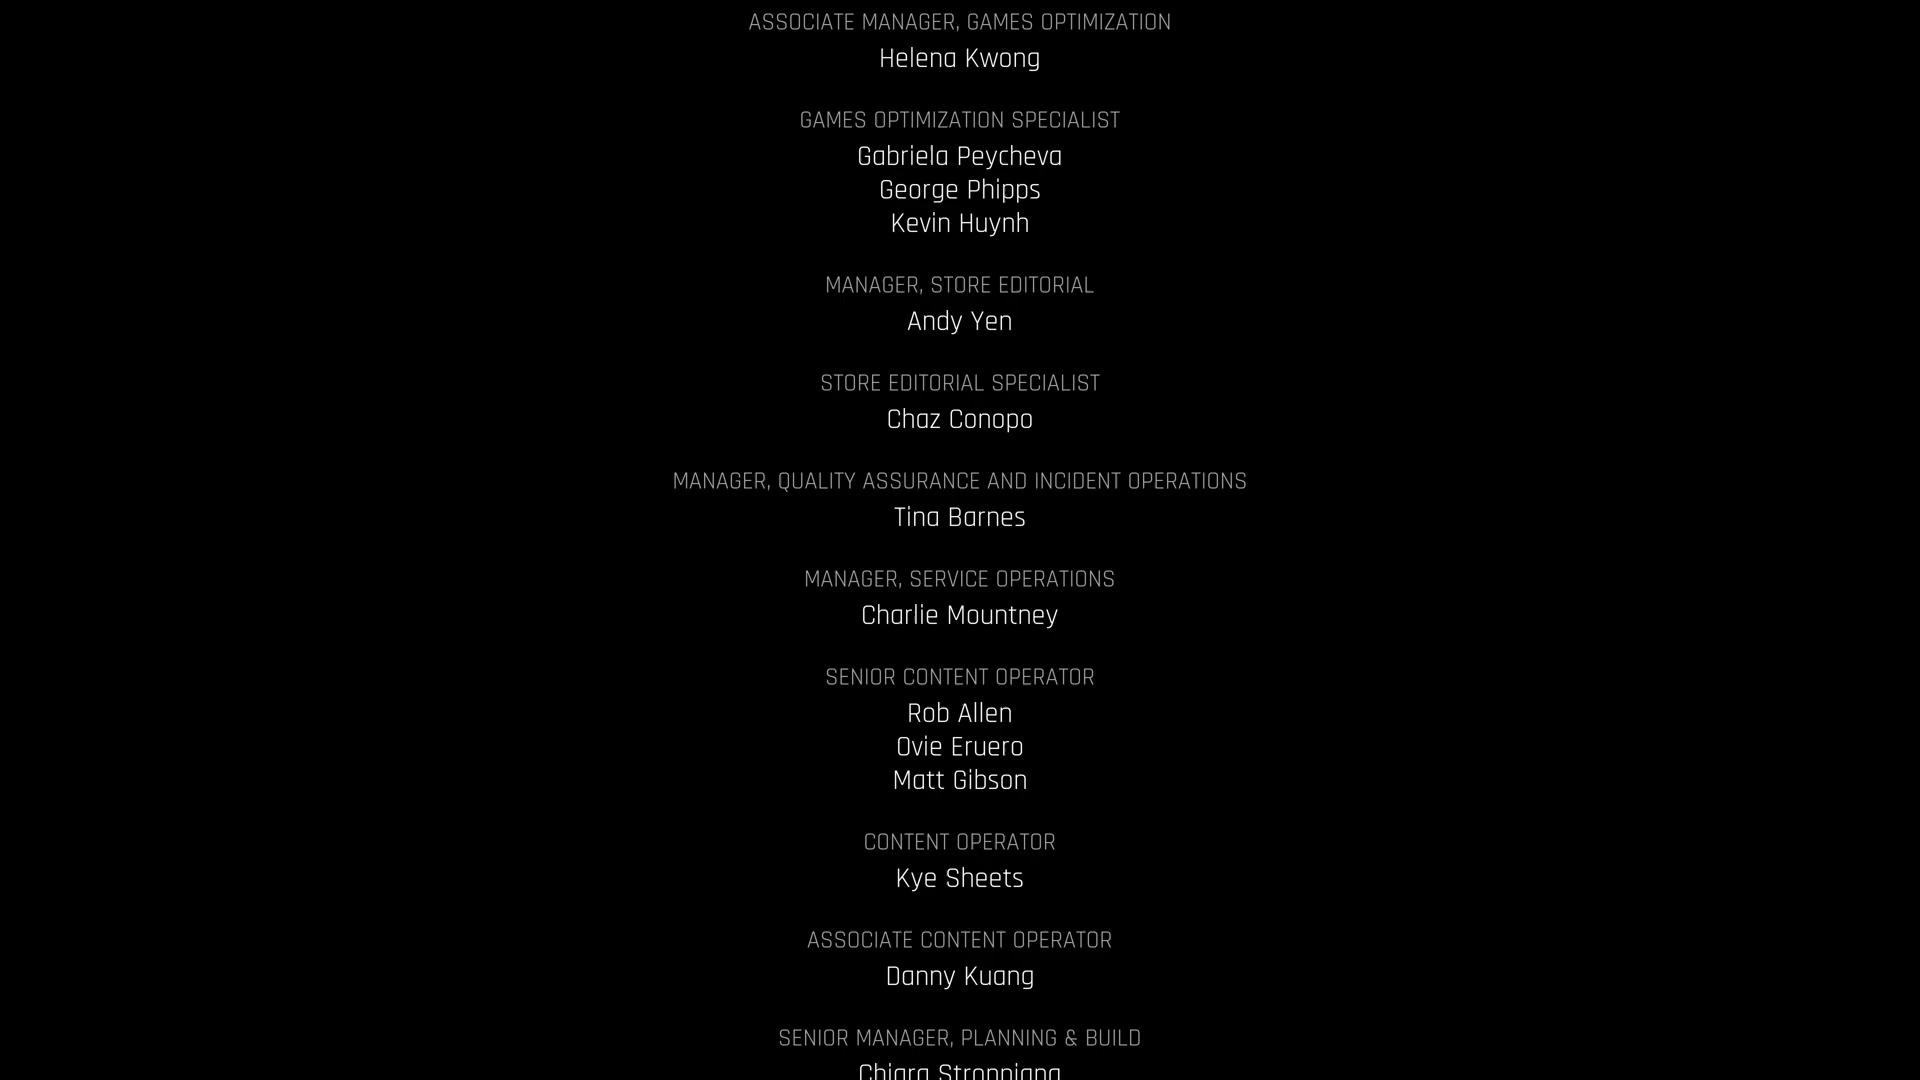 ASSOCIATE MANAGER, GAMES OPTIMIZATION
Helena Kwong
GAMES OPTIMIZATION SPECIALIST
Gabriela Peycheva
George Phipps
Kevin Huynh
MANAGER, STORE EDITORIAL
Andy Yen
STORE EDITORIAL SPECIALIST
Chaz Conopo
MANAGER, QUALITY ASSURANCE AND INCIDENT OPERATIONS
Tina Barnes
MANAGER, SERVICE OPERATIONS
Charlie Mountney
SENIOR CONTENT OPERATOR
Rob Allen
Ovie Eruero
Matt Gibson
CONTENT OPERATOR
Kye Sheets
ASSOCIATE CONTENT OPERATOR
Danny Kuang
SENIOR MANAGER, PLANNING & BUILD
Chiara